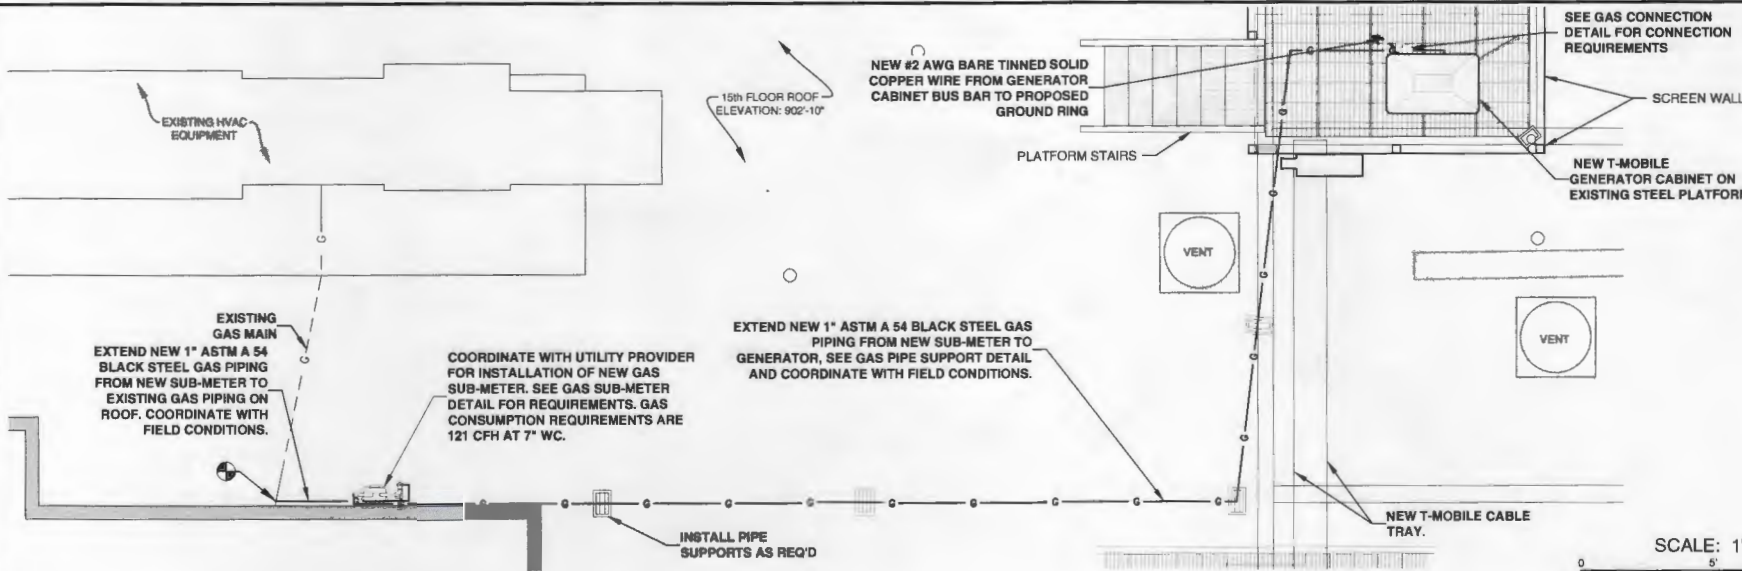 SEE GAS CONNECTION
DETAIL FOR CONNECTION
REQUIREMENTS
NEW #2 AWG BARE TINNED SOLID
COPPER WIRE FROM GENERATOR
CABINET BUS BAR TO PROPOSED
GROUND RING
15th FLOOR ROOF
ELEVATION: 902'-10"
EXISTING HVAC
EQUIPMENT
SCREEN WALL
PLATFORM STAIRS
NEW T-MOBILE
GENERATOR CABINET ON
EXISTING STEEL PLATFORM
G
G
G
G
VENT
G
VENT
EXISTING
GAS MAIN
EXTEND NEW 1" ASTM A 54
BLACK STEEL GAS PIPING
FROM NEW SUB-METER TO
EXISTING GAS PIPING ON
ROOF. COORDINATE WITH
FIELD CONDITIONS.
G
COORDINATE WITH UTILITY PROVIDER
FOR INSTALLATION OF NEW GAS
SUB-METER. SEE GAS SUB-METER
DETAIL FOR REQUIREMENTS. GAS
CONSUMPTION REQUIREMENTS ARE
121 CFH AT 7" WC.
EXTEND NEW 1" ASTM A 54 BLACK STEEL GAS
PIPING FROM NEW SUB-METER TO
GENERATOR, SEE GAS PIPE SUPPORT DETAIL
AND COORDINATE WITH FIELD CONDITIONS.
G
G
G G G G G G G G G G
INSTALL PIPE
SUPPORTS AS REQ'D
NEW T-MOBILE CABLE
TRAY.
SCALE: 1"
0 5'